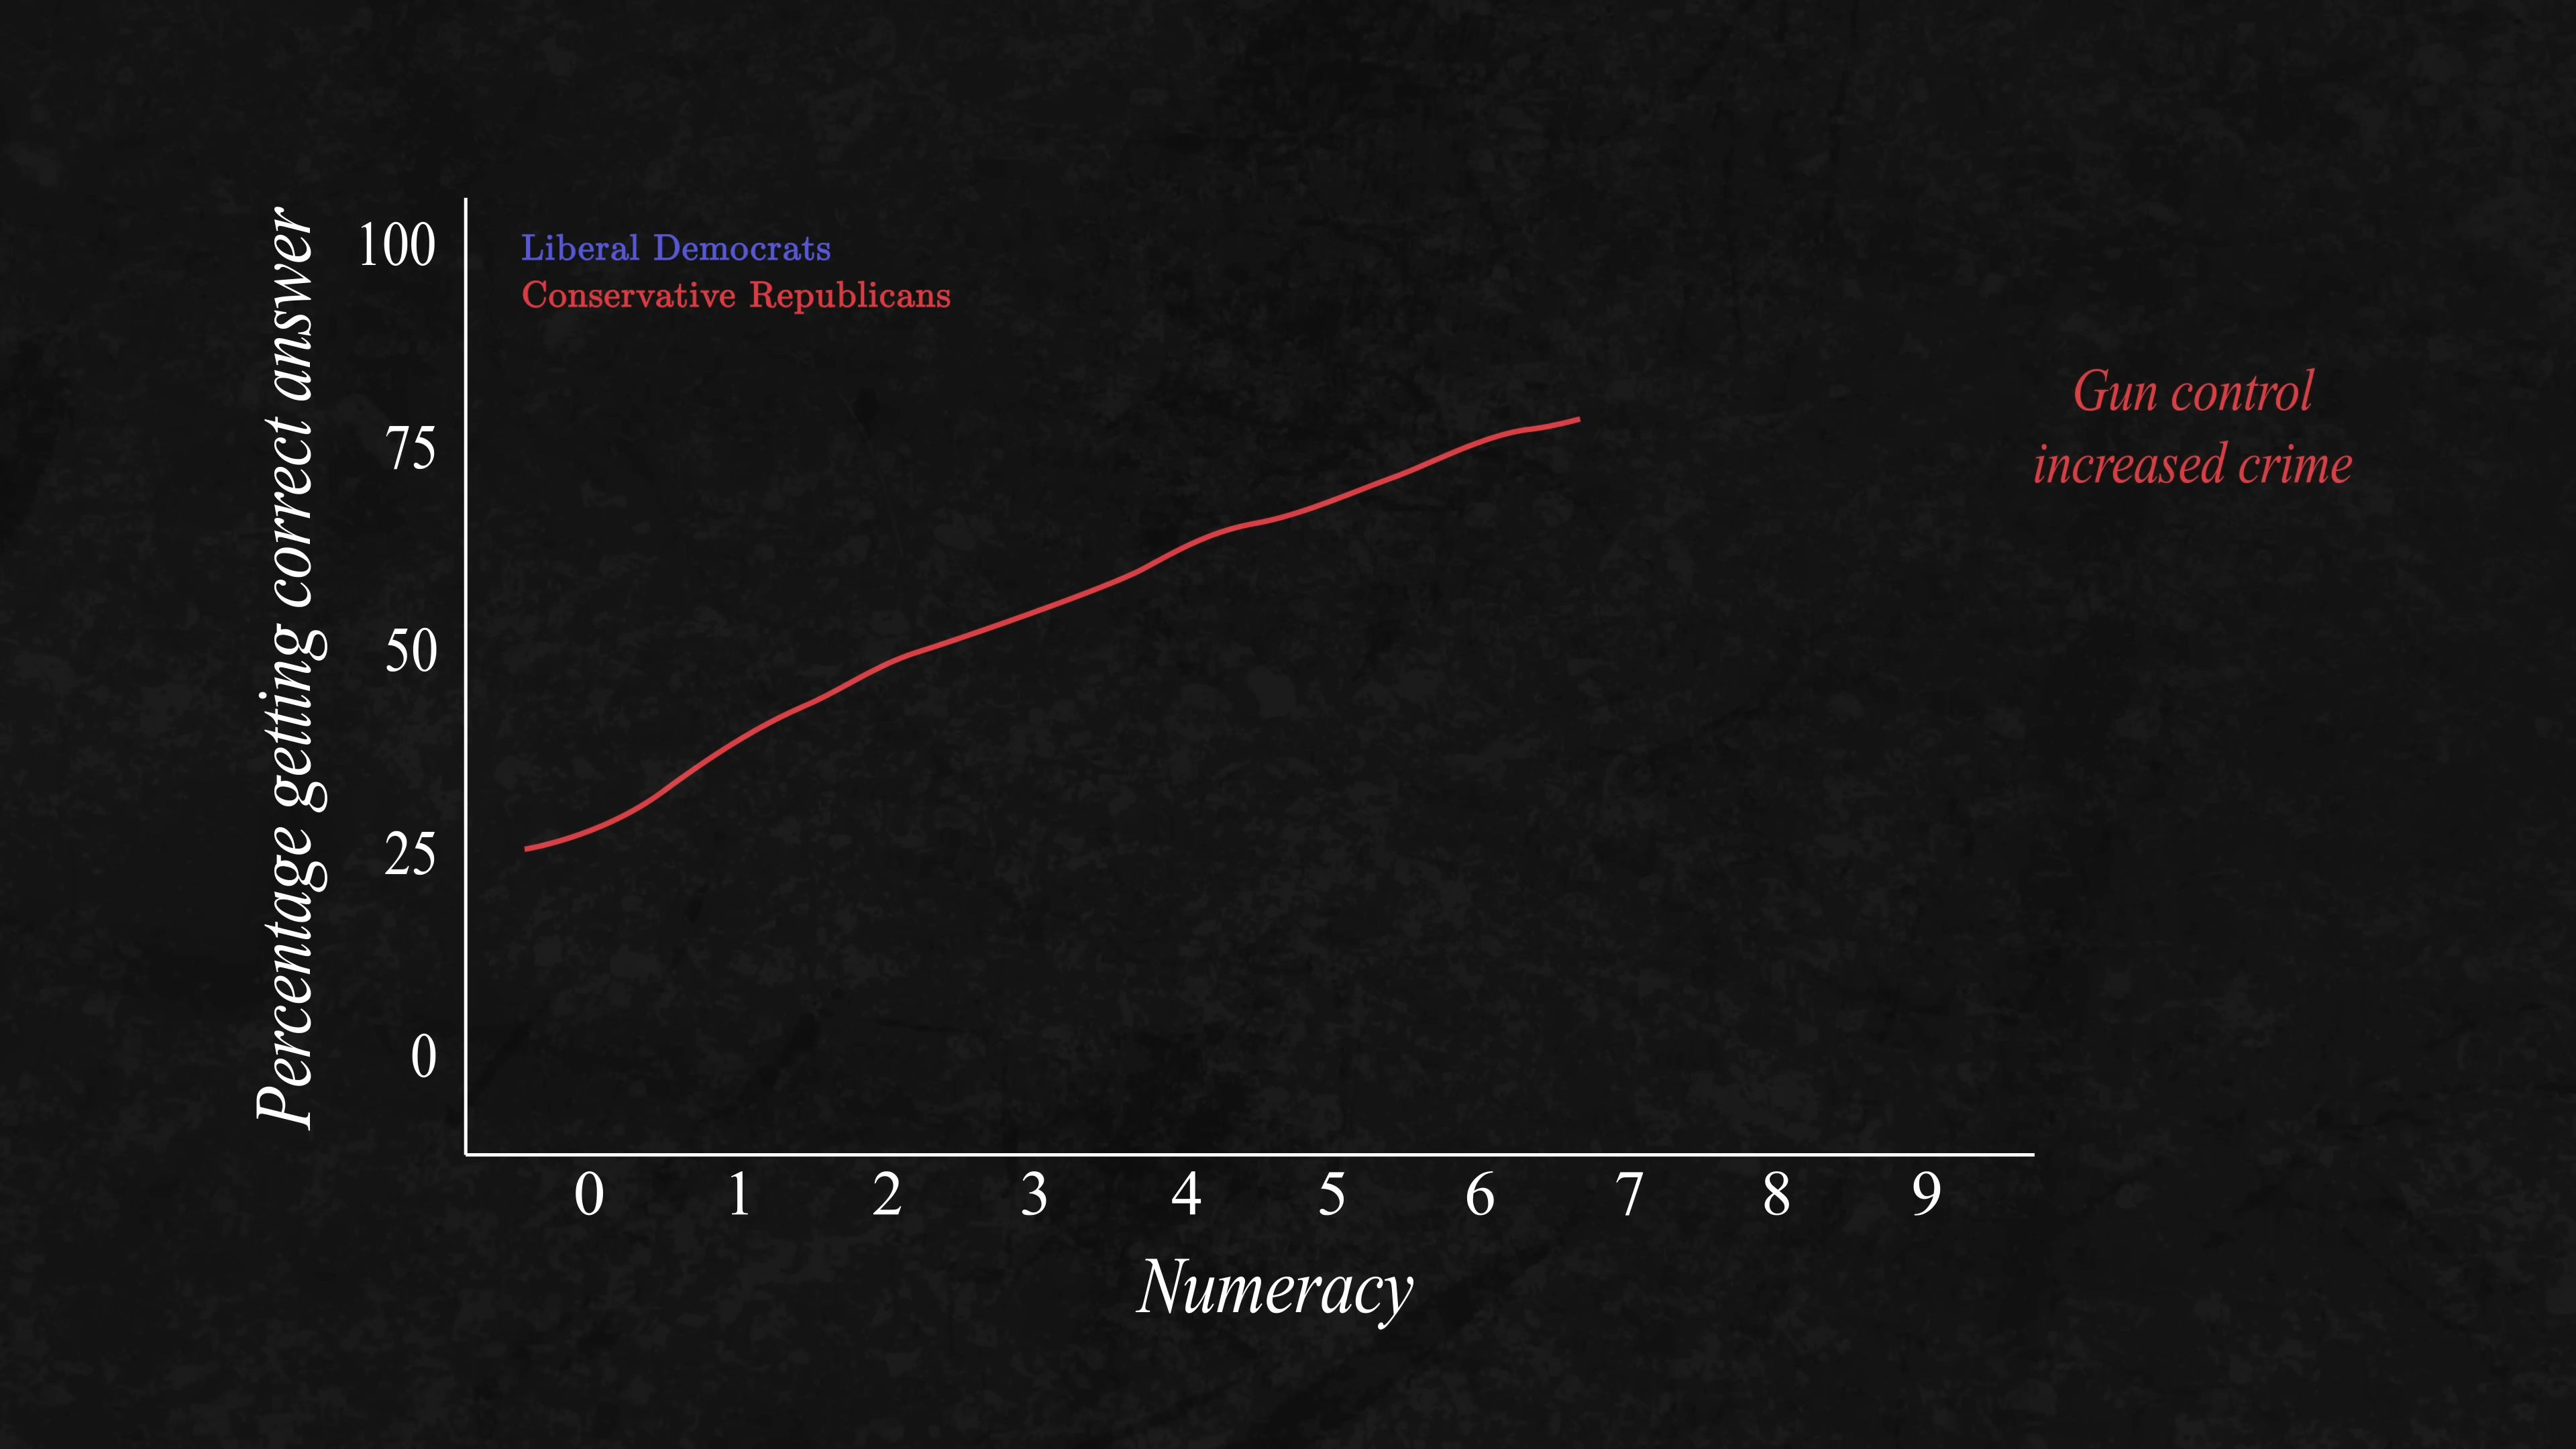 Percentage getting correct answer
100
75
50
25
0
Liberal Democrats
Conservative Republicans
Gun control
increased crime
0 1 2 3 4 5 6 7 8 9
Numeracy